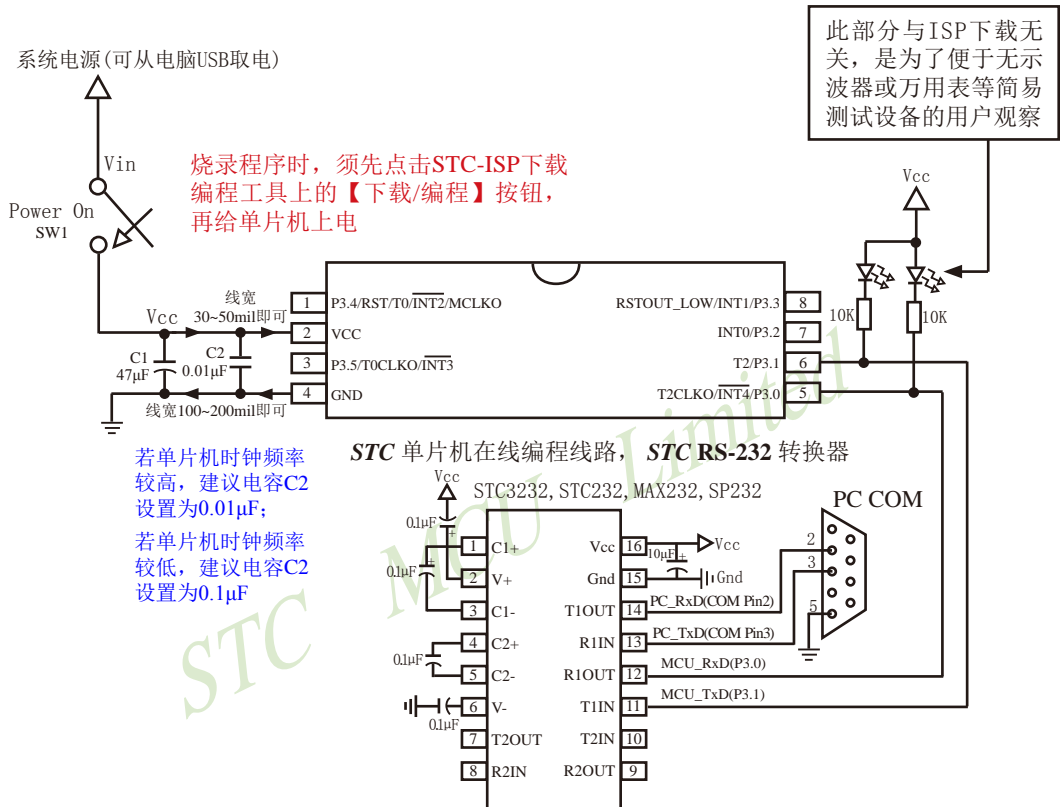 系统电源(可从电脑USB取电)
Vin
Power On
SW1
烧录程序时，须先点击STC-ISP下载
编程工具上的【下载/编程】按钮，
再给单片机上电
此部分与ISP下载无
关，是为了便于无示
波器或万用表等简易
测试设备的用户观察
Vcc
10K
10K
线宽
30~50mil即可
Vcc
C1
47μF
C2
0.01μF
线宽100~200mil即可
1 P3.4/RST/T0/INT2/MCLKO
2 VCC
3 P3.5/T0CLKO/INT3
4 GND
RSTOUT_LOW/INT1/P3.3 8
INT0/P3.2 7
T2/P3.1 6
T2CLKO/INT4/P3.0 5
若单片机时钟频率
较高，建议电容C2
设置为0.01μF；
若单片机时钟频率
较低，建议电容C2
设置为0.1μF
STC 单片机在线编程线路， STC RS-232 转换器
STC3232, STC232, MAX232, SP232
Vcc
0.1μF
+
0.1μF
+
0.1μF
0.1μF
1 C1+
2 V+
3 C1-
4 C2+
5 C2-
6 V-
7 T2OUT
8 R2IN
Vcc 16
Gnd 15
T1OUT 14
R1IN 13
R1OUT 12
T1IN 11
T2IN 10
R2OUT 9
10μF
+
Vcc
Gnd
PC_RxD(COM Pin2)
PC_TxD(COM Pin3)
MCU_RxD(P3.0)
MCU_TxD(P3.1)
PC COM
2
3
5
STC MCU Limited